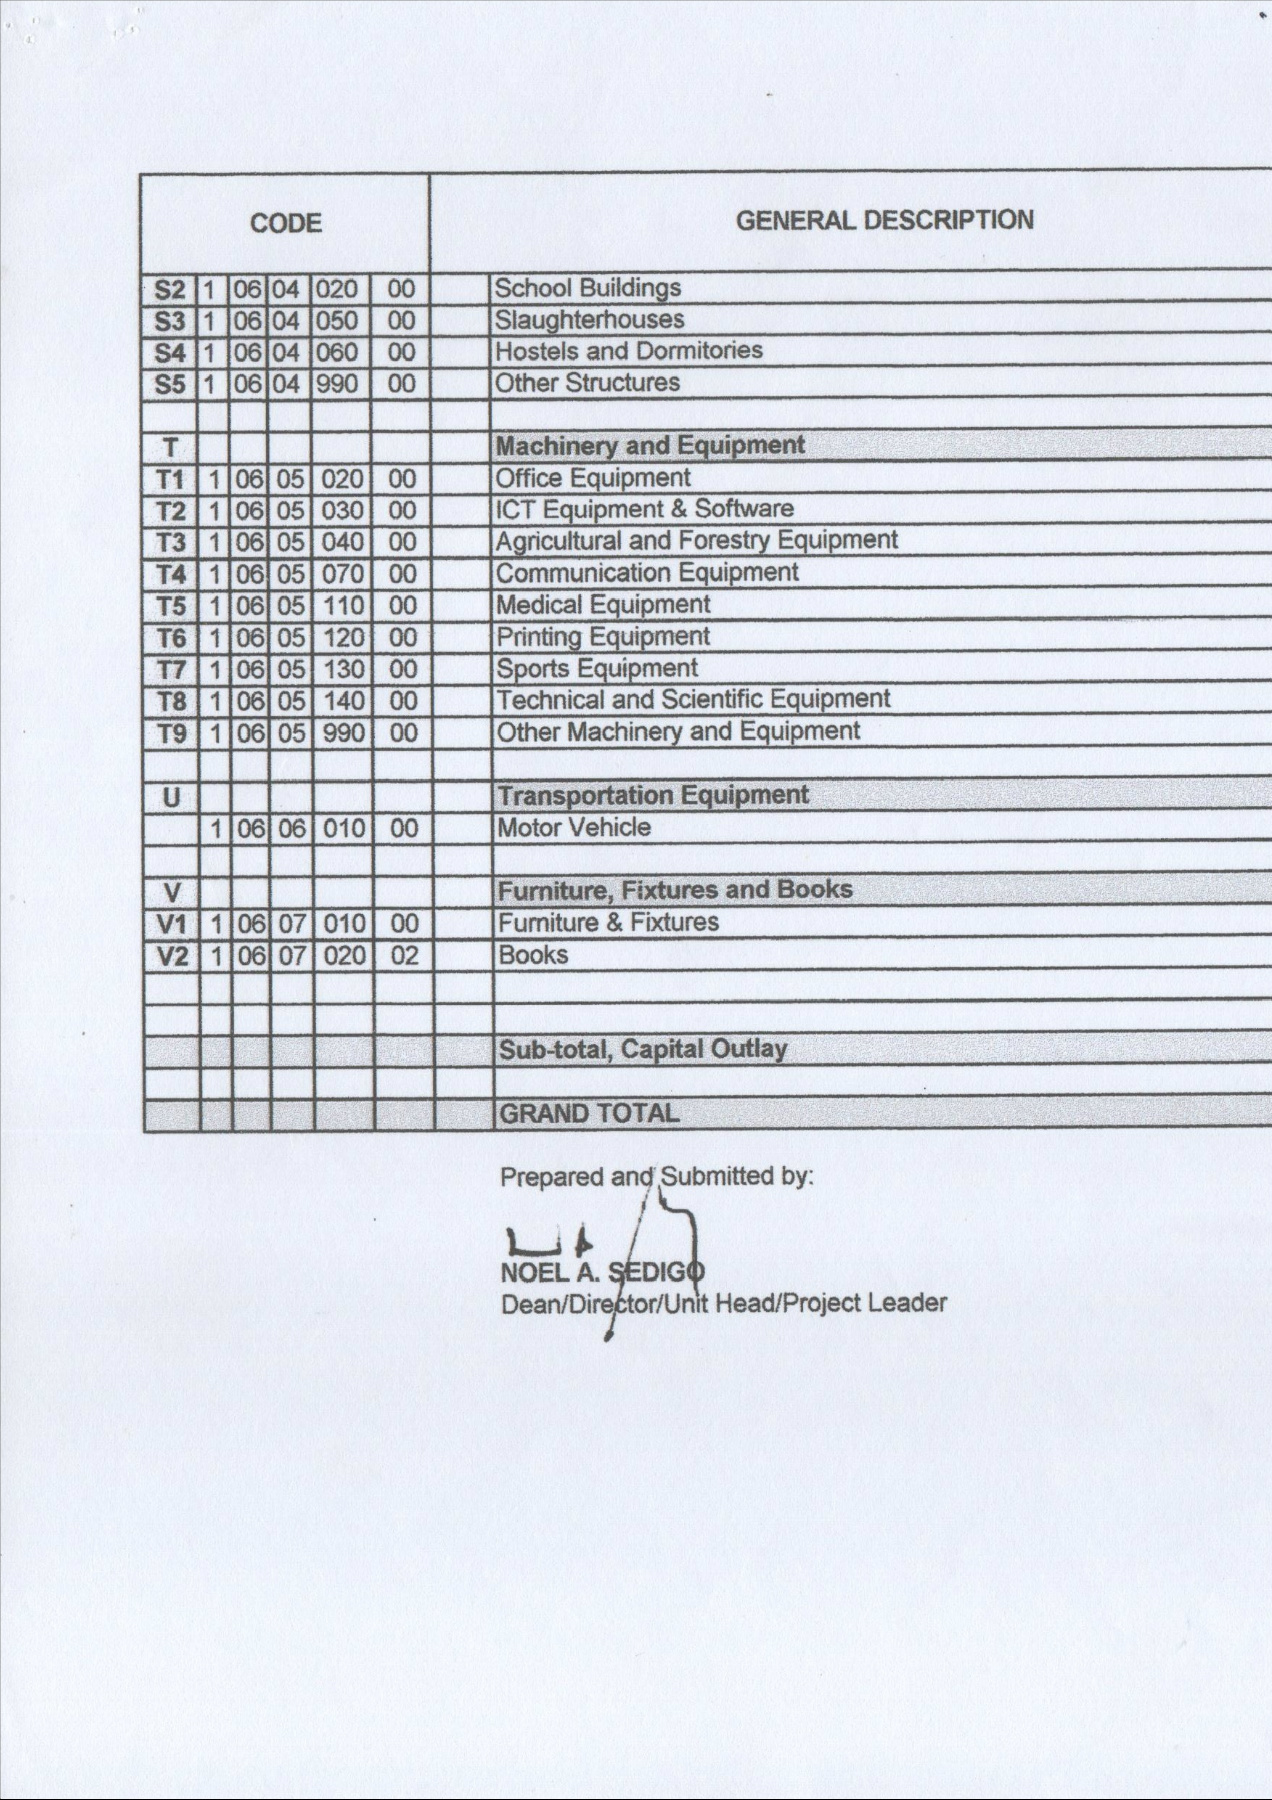 CODE GENERAL DESCRIPTION
S2 1 06 04 020 00 School Buildings
S3 1 06 04 050 00 Slaughterhouses
S4 1 06 04 060 00 Hostels and Dormitories
S5 1 06 04 990 00 Other Structures
T Machinery and Equipment
T1 1 06 05 020 00 Office Equipment
T2 1 06 05 030 00 ICT Equipment & Software
T3 1 06 05 040 00 Agricultural and Forestry Equipment
T4 1 06 05 070 00 Communication Equipment
T5 1 06 05 110 00 Medical Equipment
T6 1 06 05 120 00 Printing Equipment
T7 1 06 05 130 00 Sports Equipment
T8 1 06 05 140 00 Technical and Scientific Equipment
T9 1 06 05 990 00 Other Machinery and Equipment
U Transportation Equipment
1 06 06 010 00 Motor Vehicle
V Furniture, Fixtures and Books
V1 1 06 07 010 00 Furniture & Fixtures
V2 1 06 07 020 02 Books
Sub-total, Capital Outlay
GRAND TOTAL
Prepared and Submitted by:
NOEL A. SEDIGO
Dean/Director/Unit Head/Project Leader